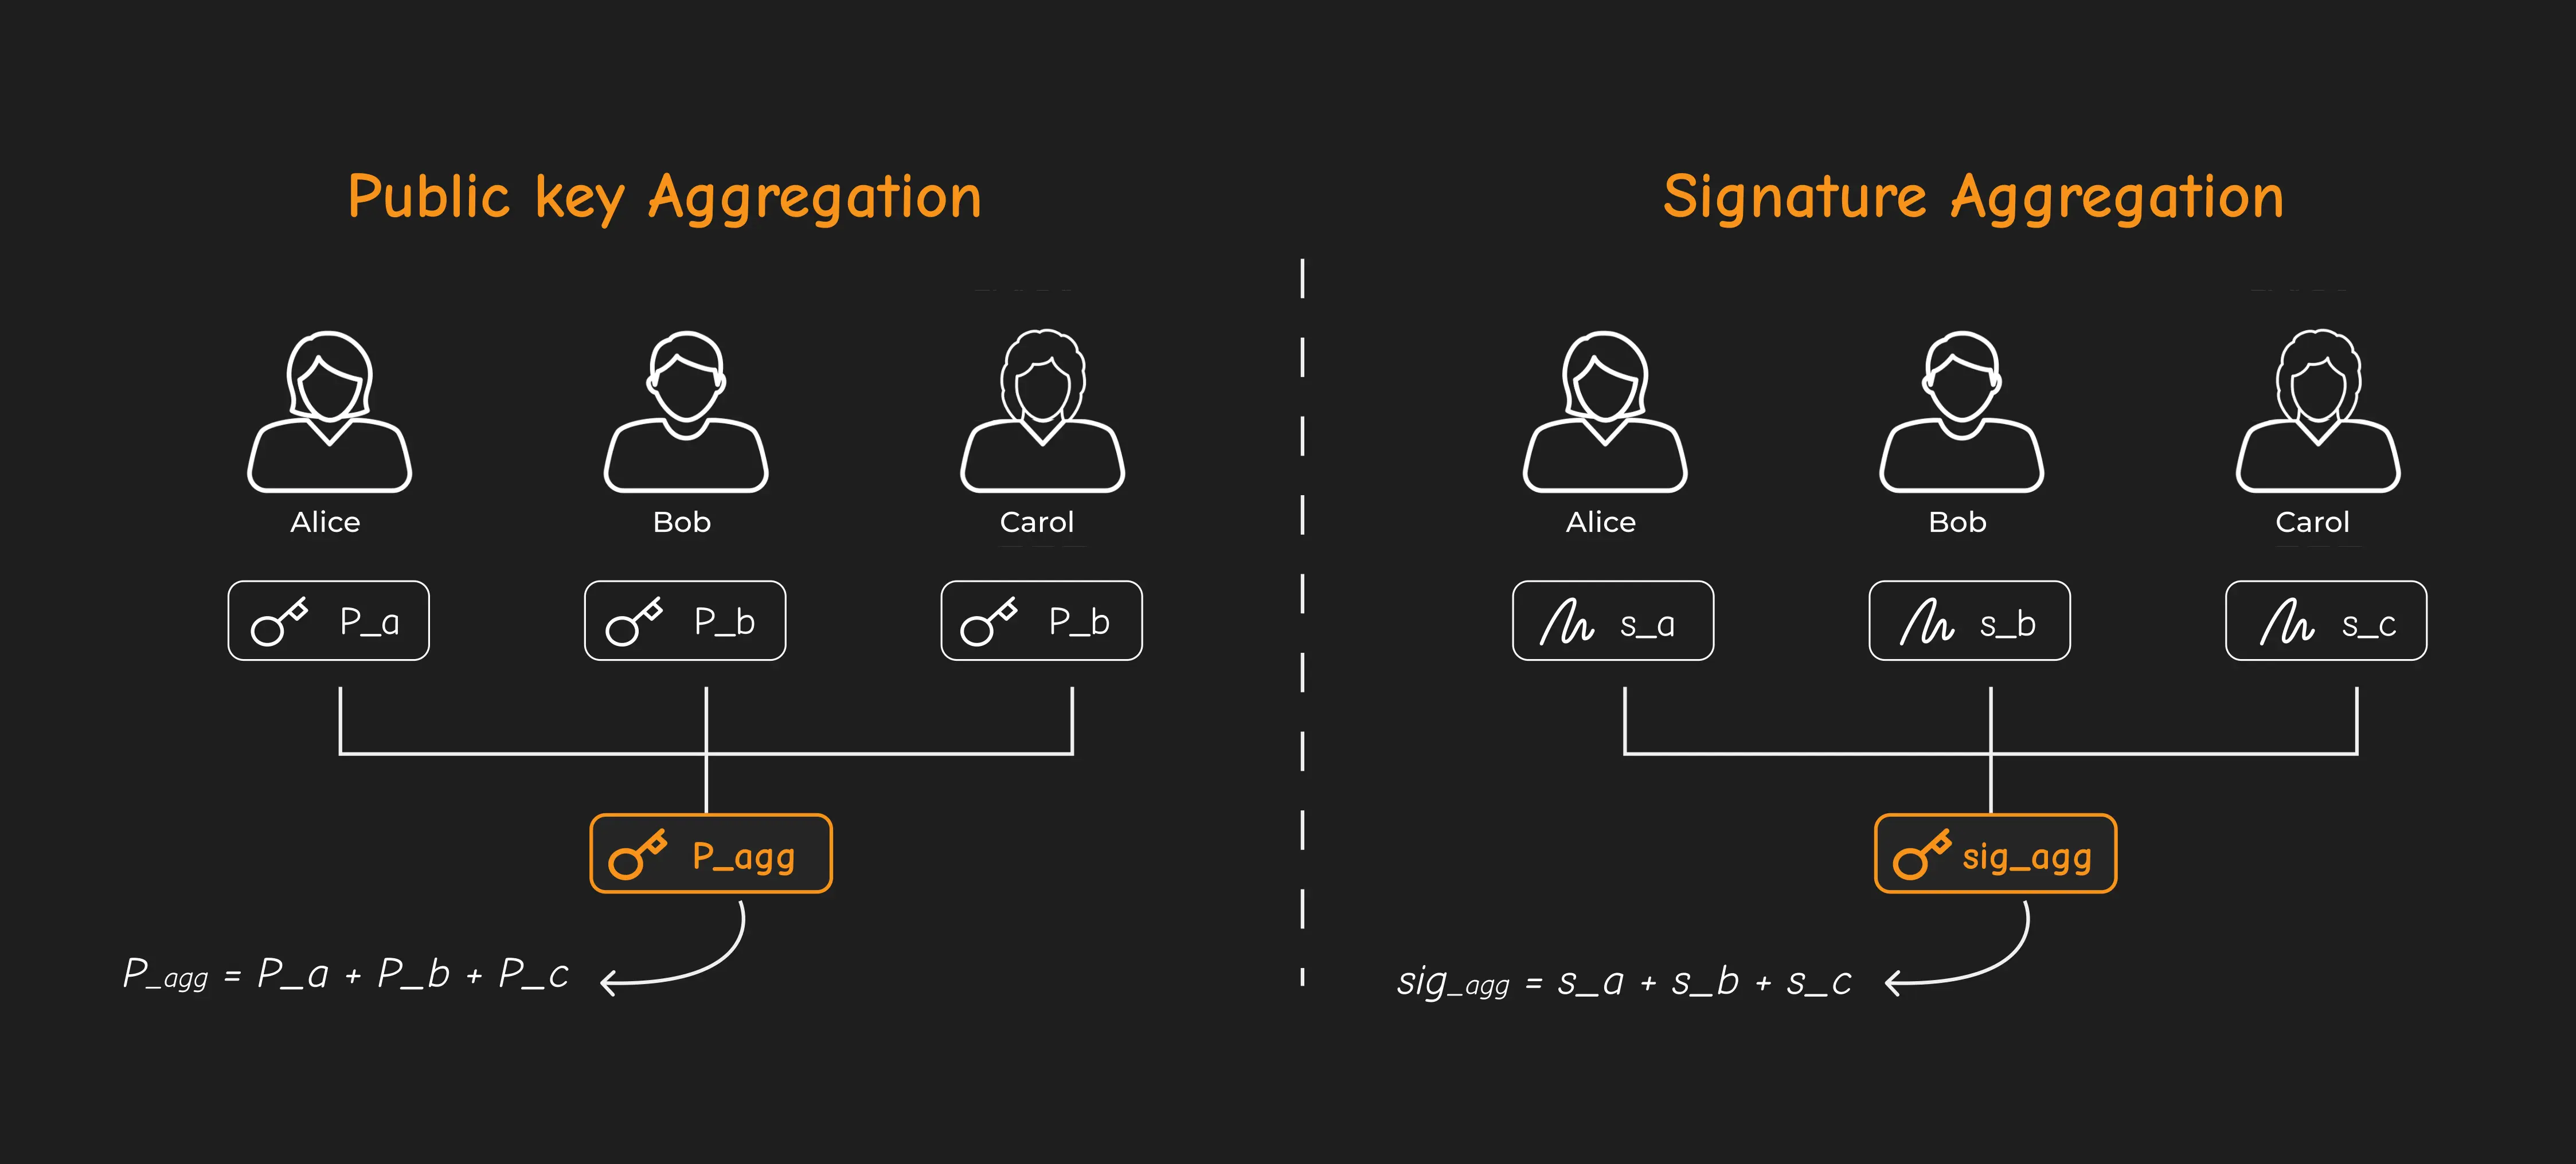 Public key Aggregation
Alice Bob Carol
P_a P_b P_b
P_agg
P_agg = P_a + P_b + P_c
Signature Aggregation
Alice Bob Carol
s_a s_b s_c
sig_agg
sig_agg = s_a + s_b + s_c